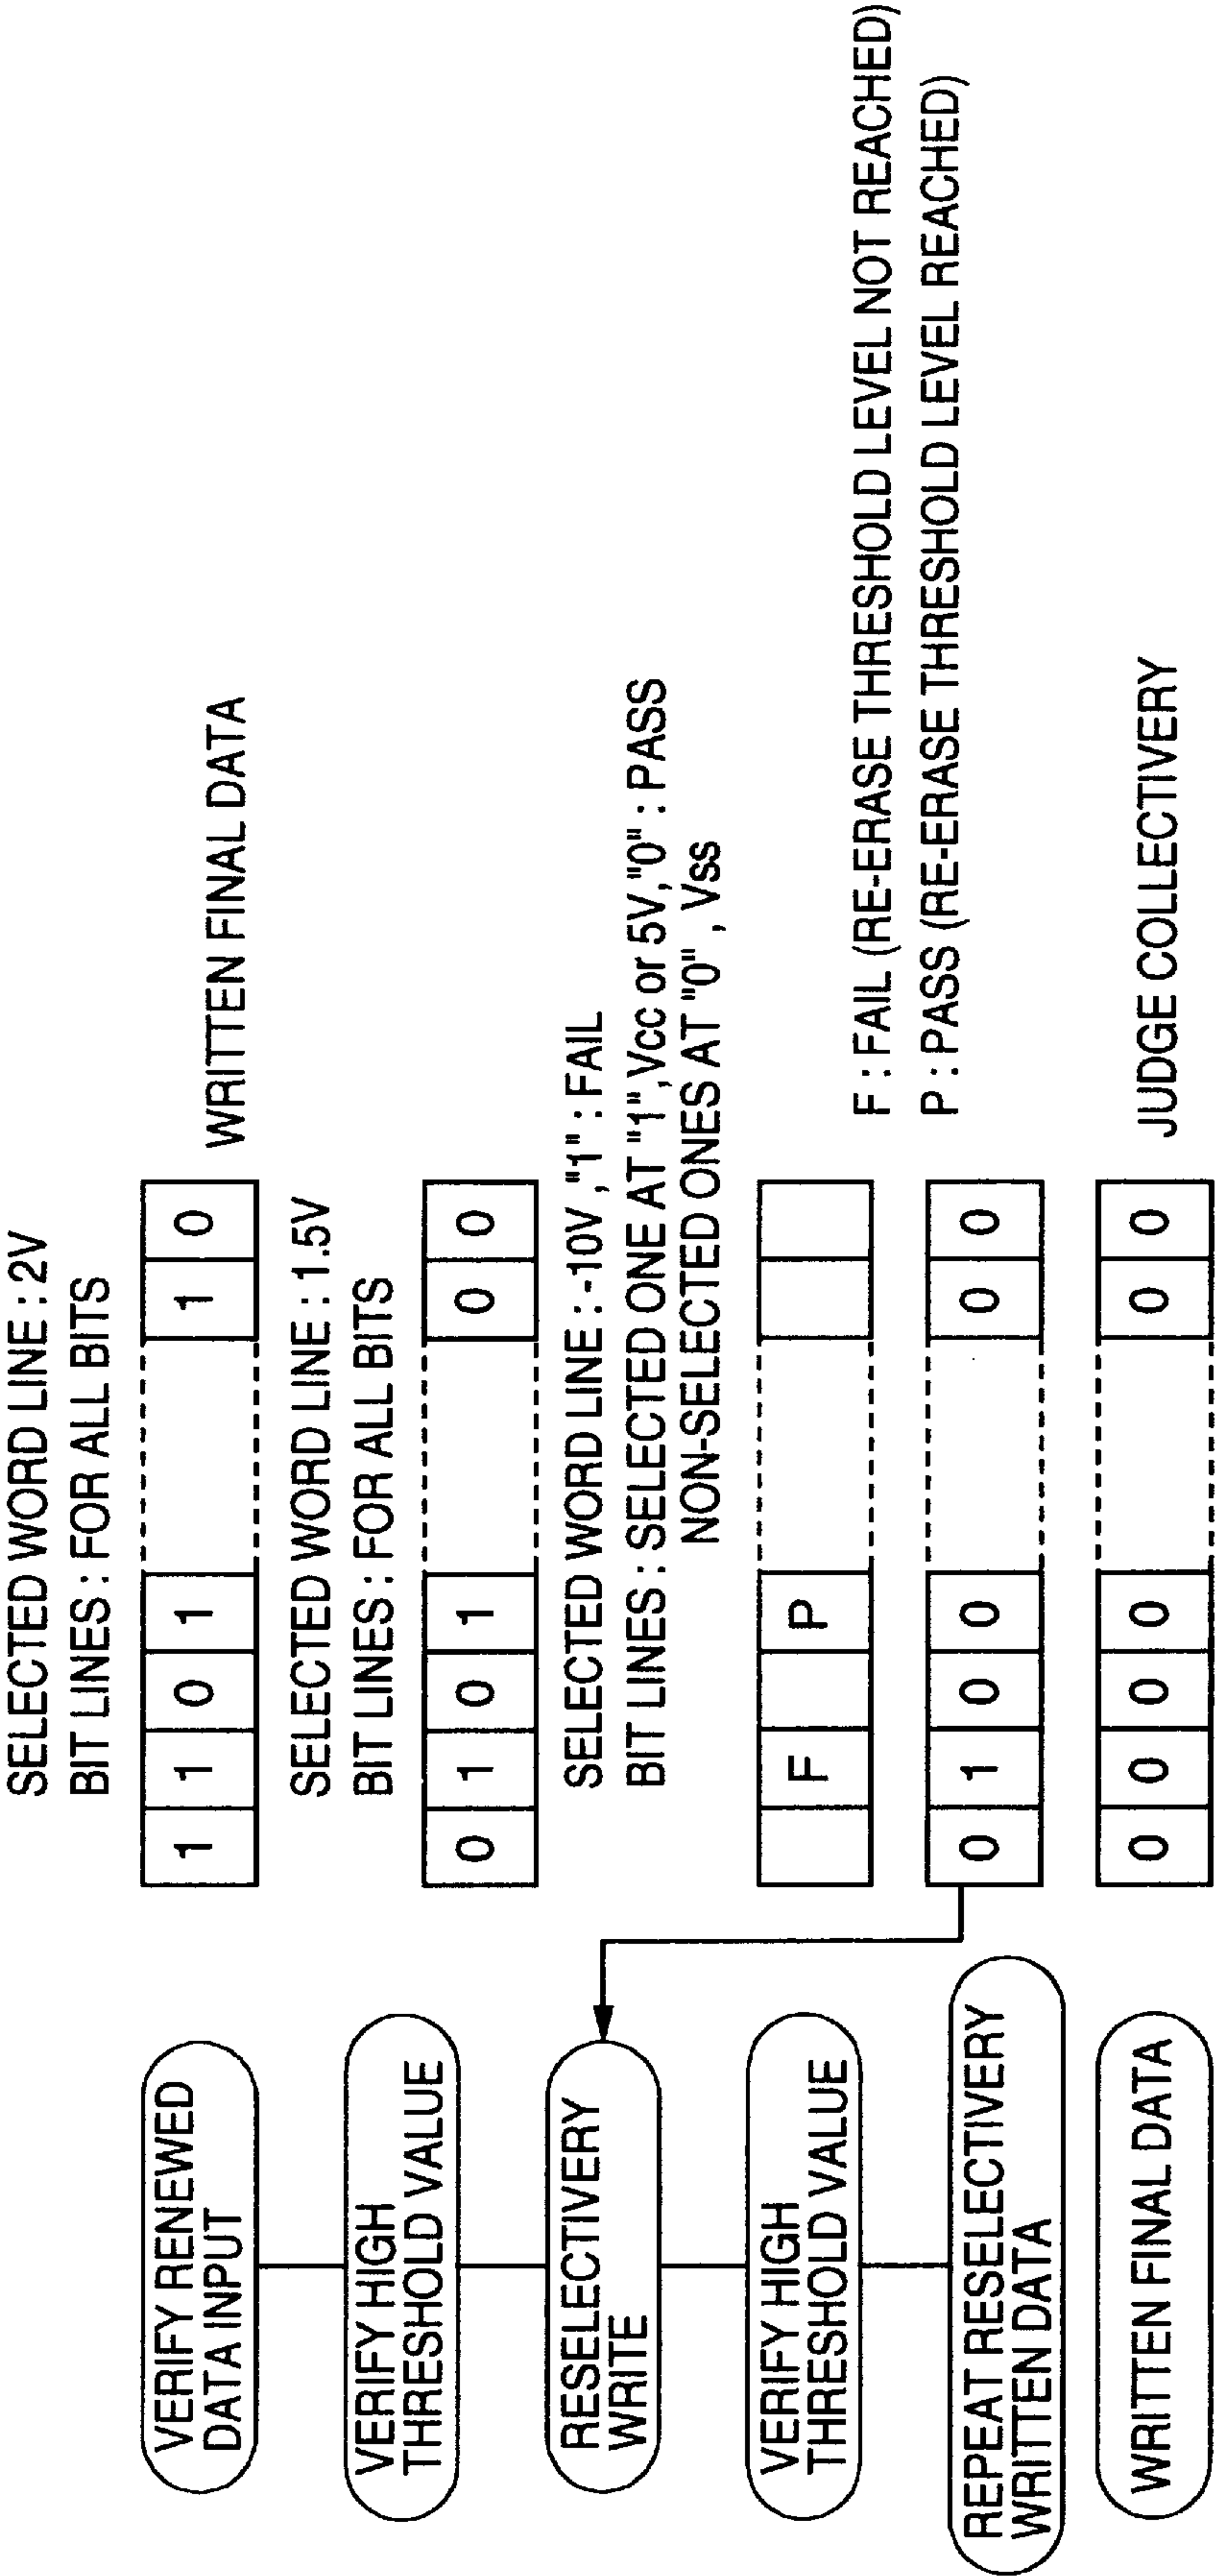 SELECTED WORD LINE : 2V
BIT LINES : FOR ALL BITS
VERIFY RENEWED
DATA INPUT
1 1 0 1 1 0
WRITTEN FINAL DATA
SELECTED WORD LINE : 1.5V
BIT LINES : FOR ALL BITS
VERIFY HIGH
THRESHOLD VALUE
0 1 0 1 0 0
SELECTED WORD LINE : -10V ,"1" : FAIL
BIT LINES : SELECTED ONE AT "1",Vcc or 5V,"0" : PASS
NON-SELECTED ONES AT "0" , Vss
RESELECTIVERY
WRITE
VERIFY HIGH
THRESHOLD VALUE
F P
F : FAIL (RE-ERASE THRESHOLD LEVEL NOT REACHED)
P : PASS (RE-ERASE THRESHOLD LEVEL REACHED)
REPEAT RESELECTIVERY
WRITTEN DATA
0 1 0 0 0 0
WRITTEN FINAL DATA
0 0 0 0 0 0
JUDGE COLLECTIVERY